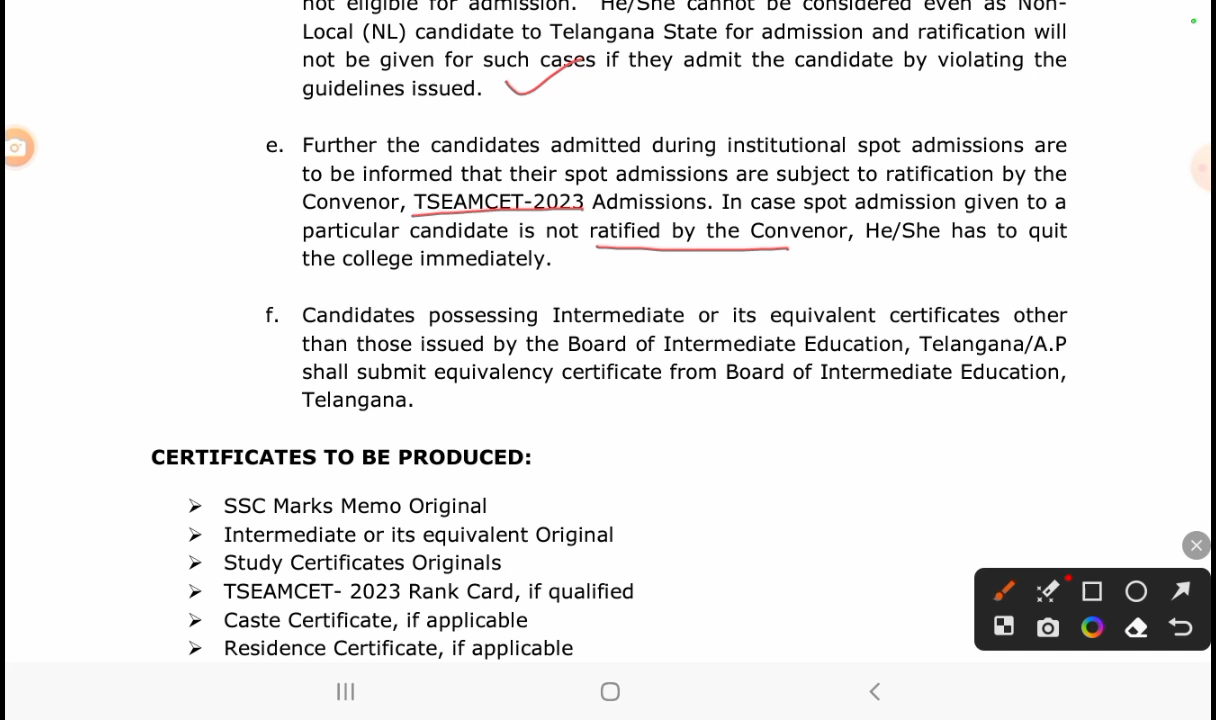 not eligible for admission. He/She cannot be considered even as Non-
Local (NL) candidate to Telangana State for admission and ratification will
not be given for such cases if they admit the candidate by violating the
guidelines issued.
e. Further the candidates admitted during institutional spot admissions are
to be informed that their spot admissions are subject to ratification by the
Convenor, TSEAMCET-2023 Admissions. In case spot admission given to a
particular candidate is not ratified by the Convenor, He/She has to quit
the college immediately.
f. Candidates possessing Intermediate or its equivalent certificates other
than those issued by the Board of Intermediate Education, Telangana/A.P
shall submit equivalency certificate from Board of Intermediate Education,
Telangana.
CERTIFICATES TO BE PRODUCED:
➢ SSC Marks Memo Original
➢ Intermediate or its equivalent Original
➢ Study Certificates Originals
➢ TSEAMCET- 2023 Rank Card, if qualified
➢ Caste Certificate, if applicable
➢ Residence Certificate, if applicable